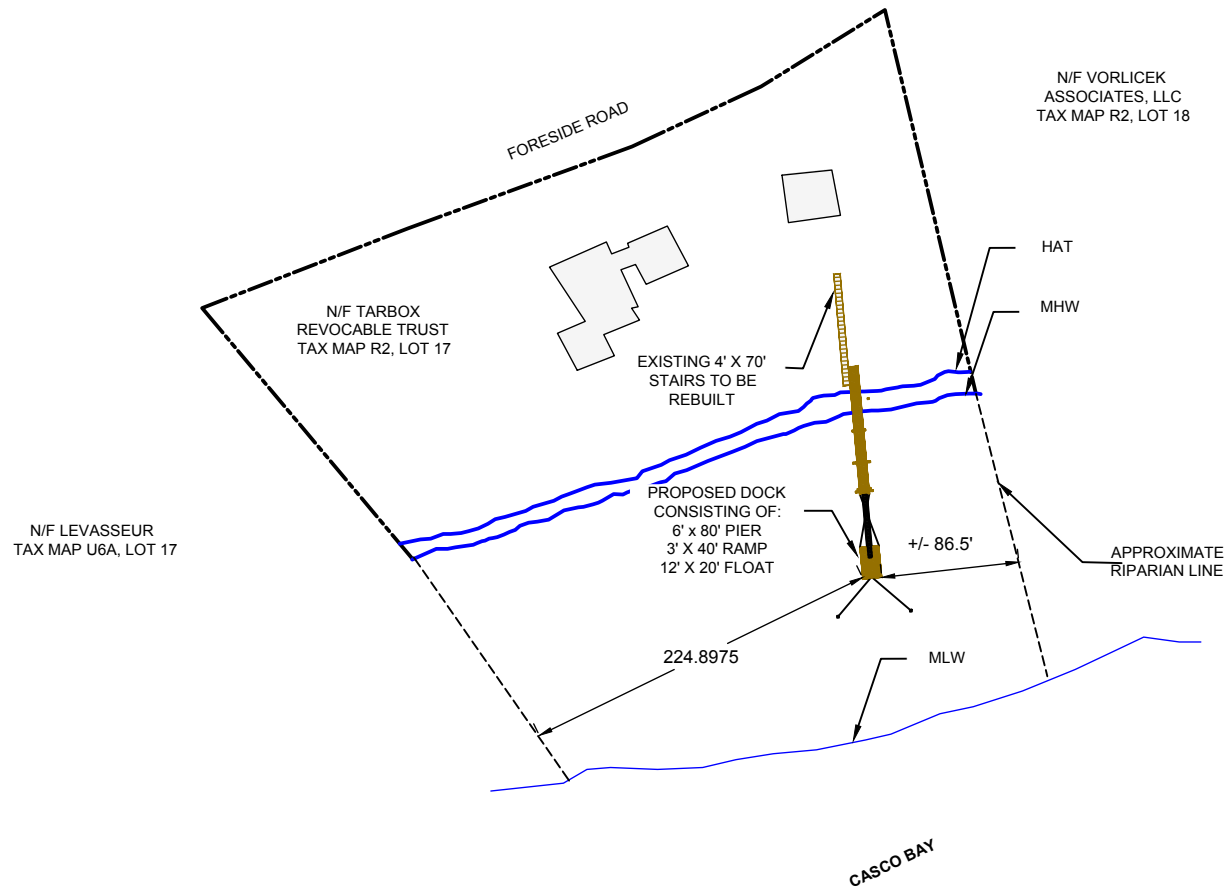 N/F VORLICEK
ASSOCIATES, LLC
TAX MAP R2, LOT 18
FORESIDE ROAD
HAT
MHW
N/F TARBOX
REVOCABLE TRUST
TAX MAP R2, LOT 17
EXISTING 4' X 70'
STAIRS TO BE
REBUILT
N/F LEVASSEUR
TAX MAP U6A, LOT 17
PROPOSED DOCK
CONSISTING OF:
6' x 80' PIER
3' X 40' RAMP
12' X 20' FLOAT
+/- 86.5'
APPROXIMATE
RIPARIAN LINE
224.8975
MLW
CASCO BAY